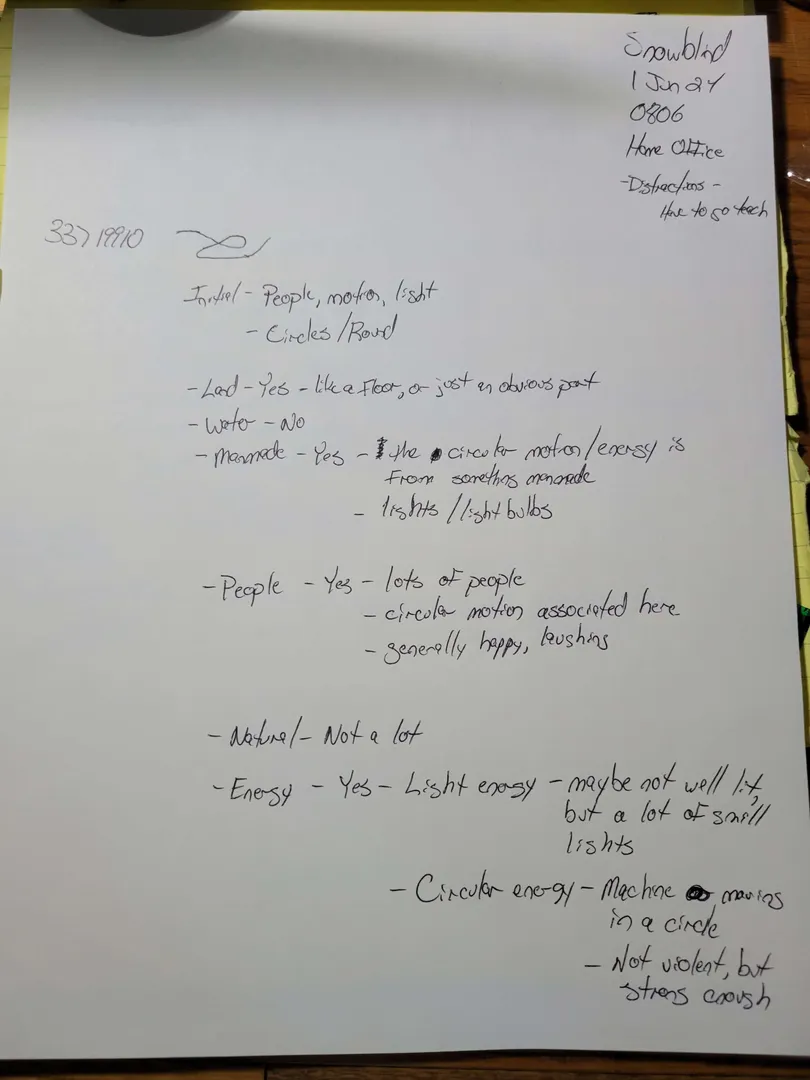 Snowblind
1 Jun 24
0806
Home Office
- Distractions -
Have to go teach
33719910
Initial - People, motion, light
- Circles / Round
- Land - Yes - like a floor, or just an obvious part
- Water - No
- Manmade - Yes - the circular motion/energy is
from something manmade
- lights / light bulbs
- People - Yes - lots of people
- circular motion associated here
- generally happy, laughing
- Natural - Not a lot
- Energy - Yes - Light energy - maybe not well lit,
but a lot of small
lights
- Circular energy - Machine moving
in a circle
- Not violent, but
strong enough